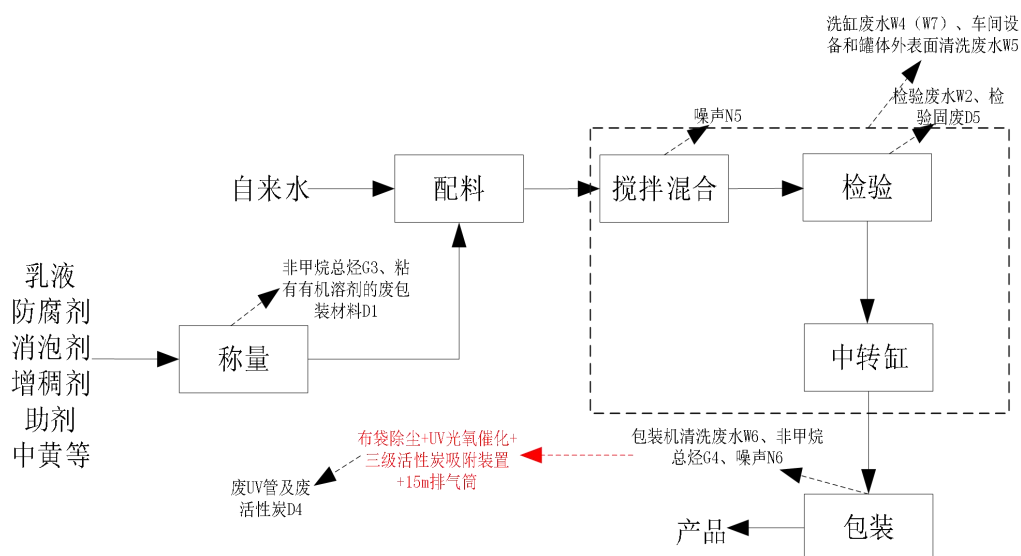 洗缸废水W4（W7）、车间设
备和罐体外表面清洗废水W5
检验废水W2、检
验固废D5
噪声N5
自来水
配料
搅拌混合
检验
非甲烷总烃G3、粘
有有机溶剂的废包
装材料D1
乳液
防腐剂
消泡剂
增稠剂
助剂
中黄等
称量
中转缸
布袋除尘+UV光氧催化+
三级活性炭吸附装置
+15m排气筒
包装机清洗废水W6、非甲烷
总烃G4、噪声N6
废UV管及废
活性炭D4
产品
包装